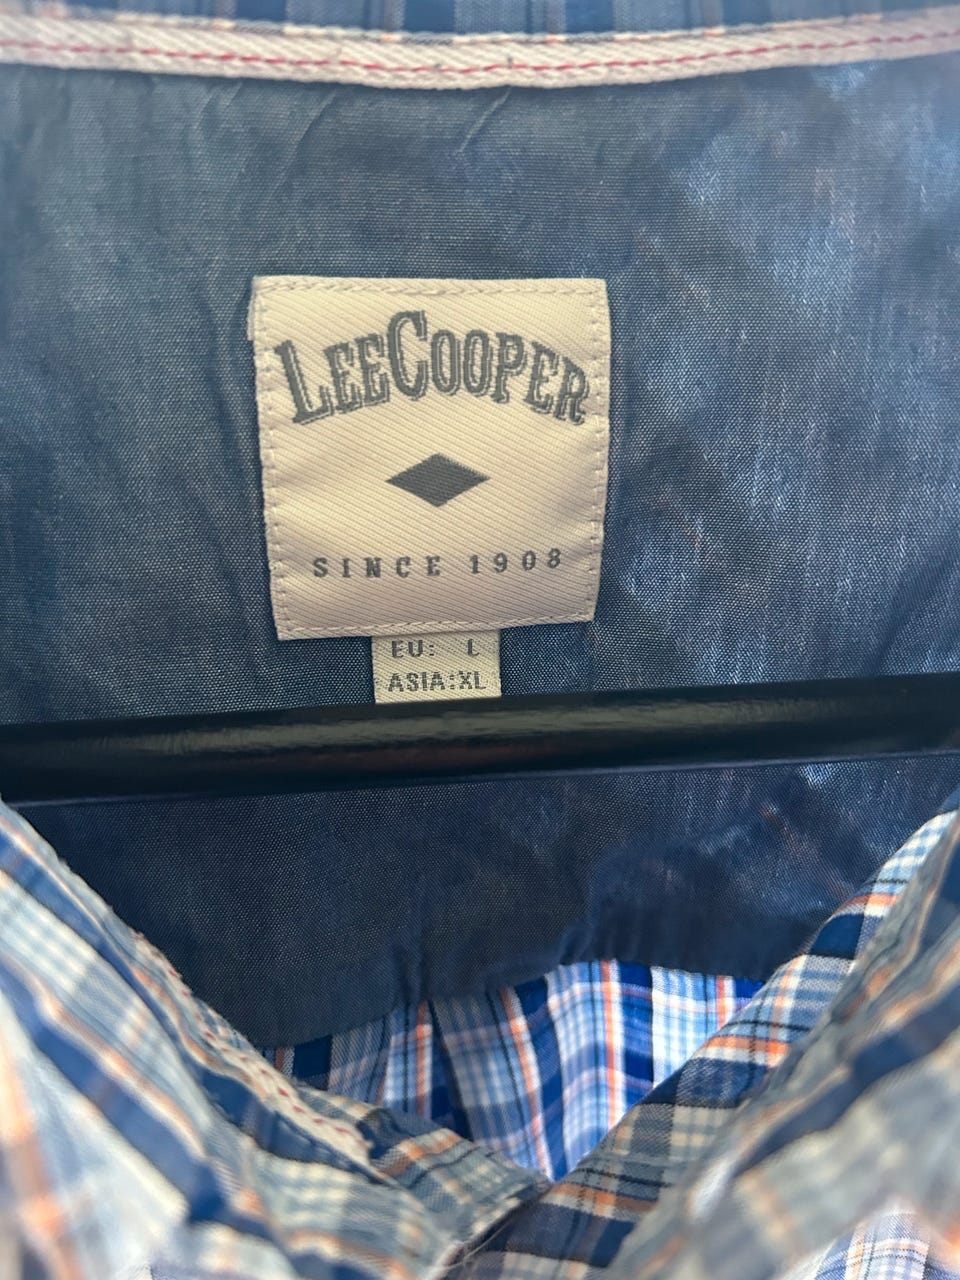 LEECOOPER
SINCE 1908
EU: L
ASIA:XL